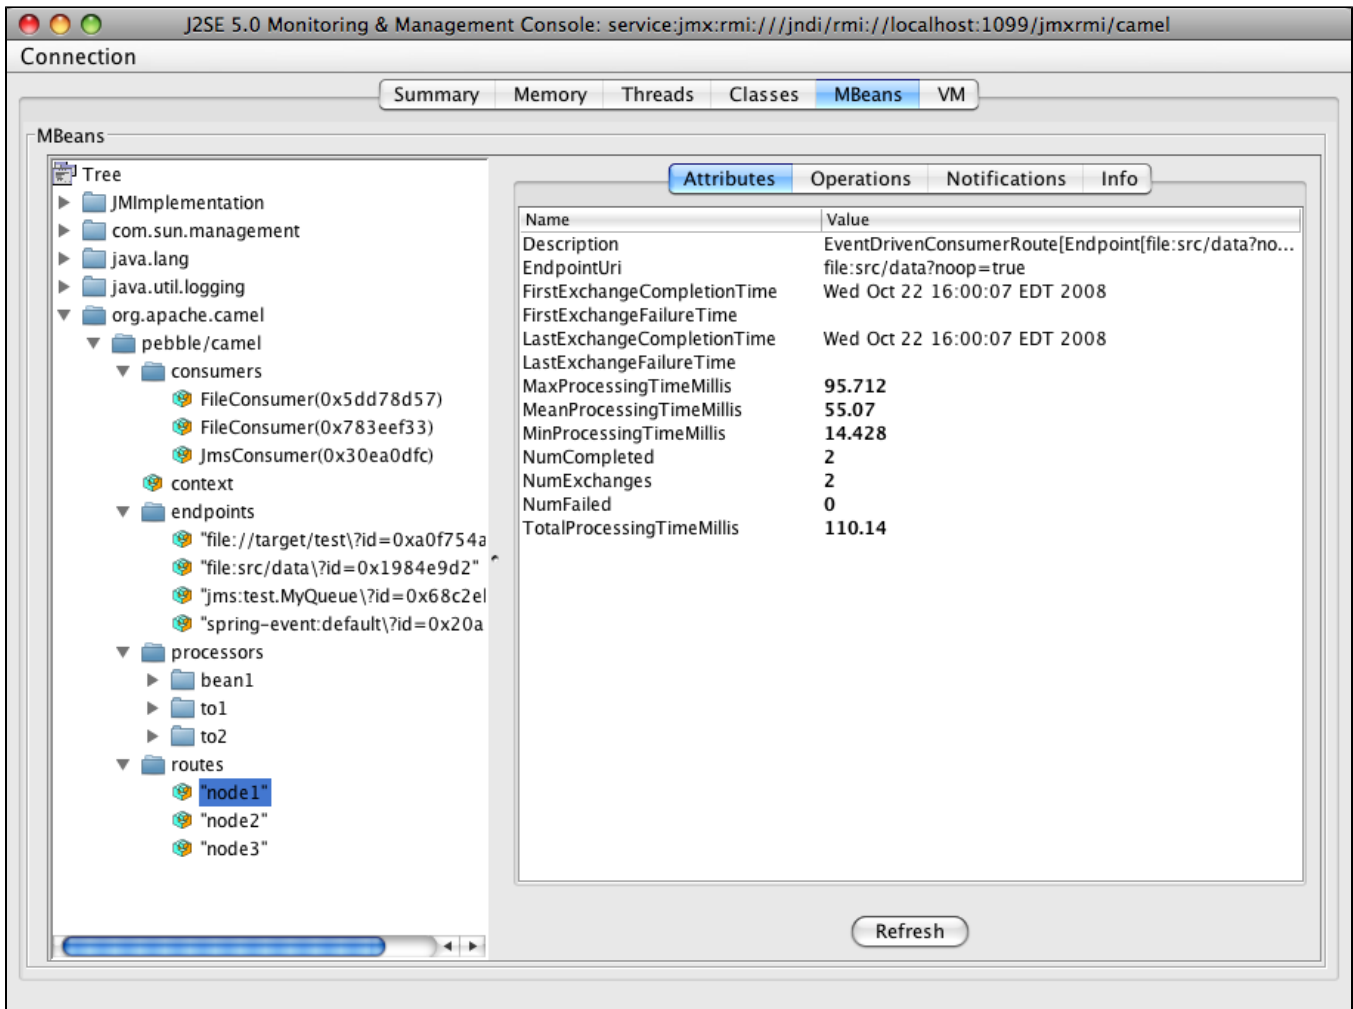 J2SE 5.0 Monitoring & Management Console: service:jmx:rmi:///jndi/rmi://localhost:1099/jmxrmi/camel
Connection
Summary Memory Threads Classes MBeans VM
MBeans
Tree
JMImplementation
com.sun.management
java.lang
java.util.logging
org.apache.camel
pebble/camel
consumers
FileConsumer(0x5dd78d57)
FileConsumer(0x783eef33)
JmsConsumer(0x30ea0dfc)
context
endpoints
"file://target/test\?id=0xa0f754a
"file:src/data\?id=0x1984e9d2"
"jms:test.MyQueue\?id=0x68c2el
"spring-event:default\?id=0x20a
processors
bean1
to1
to2
routes
"node1"
"node2"
"node3"
Attributes Operations Notifications Info
Name Value
Description EventDrivenConsumerRoute[Endpoint[file:src/data?no...
EndpointUri file:src/data?noop=true
FirstExchangeCompletionTime Wed Oct 22 16:00:07 EDT 2008
FirstExchangeFailureTime
LastExchangeCompletionTime Wed Oct 22 16:00:07 EDT 2008
LastExchangeFailureTime
MaxProcessingTimeMillis 95.712
MeanProcessingTimeMillis 55.07
MinProcessingTimeMillis 14.428
NumCompleted 2
NumExchanges 2
NumFailed 0
TotalProcessingTimeMillis 110.14
Refresh